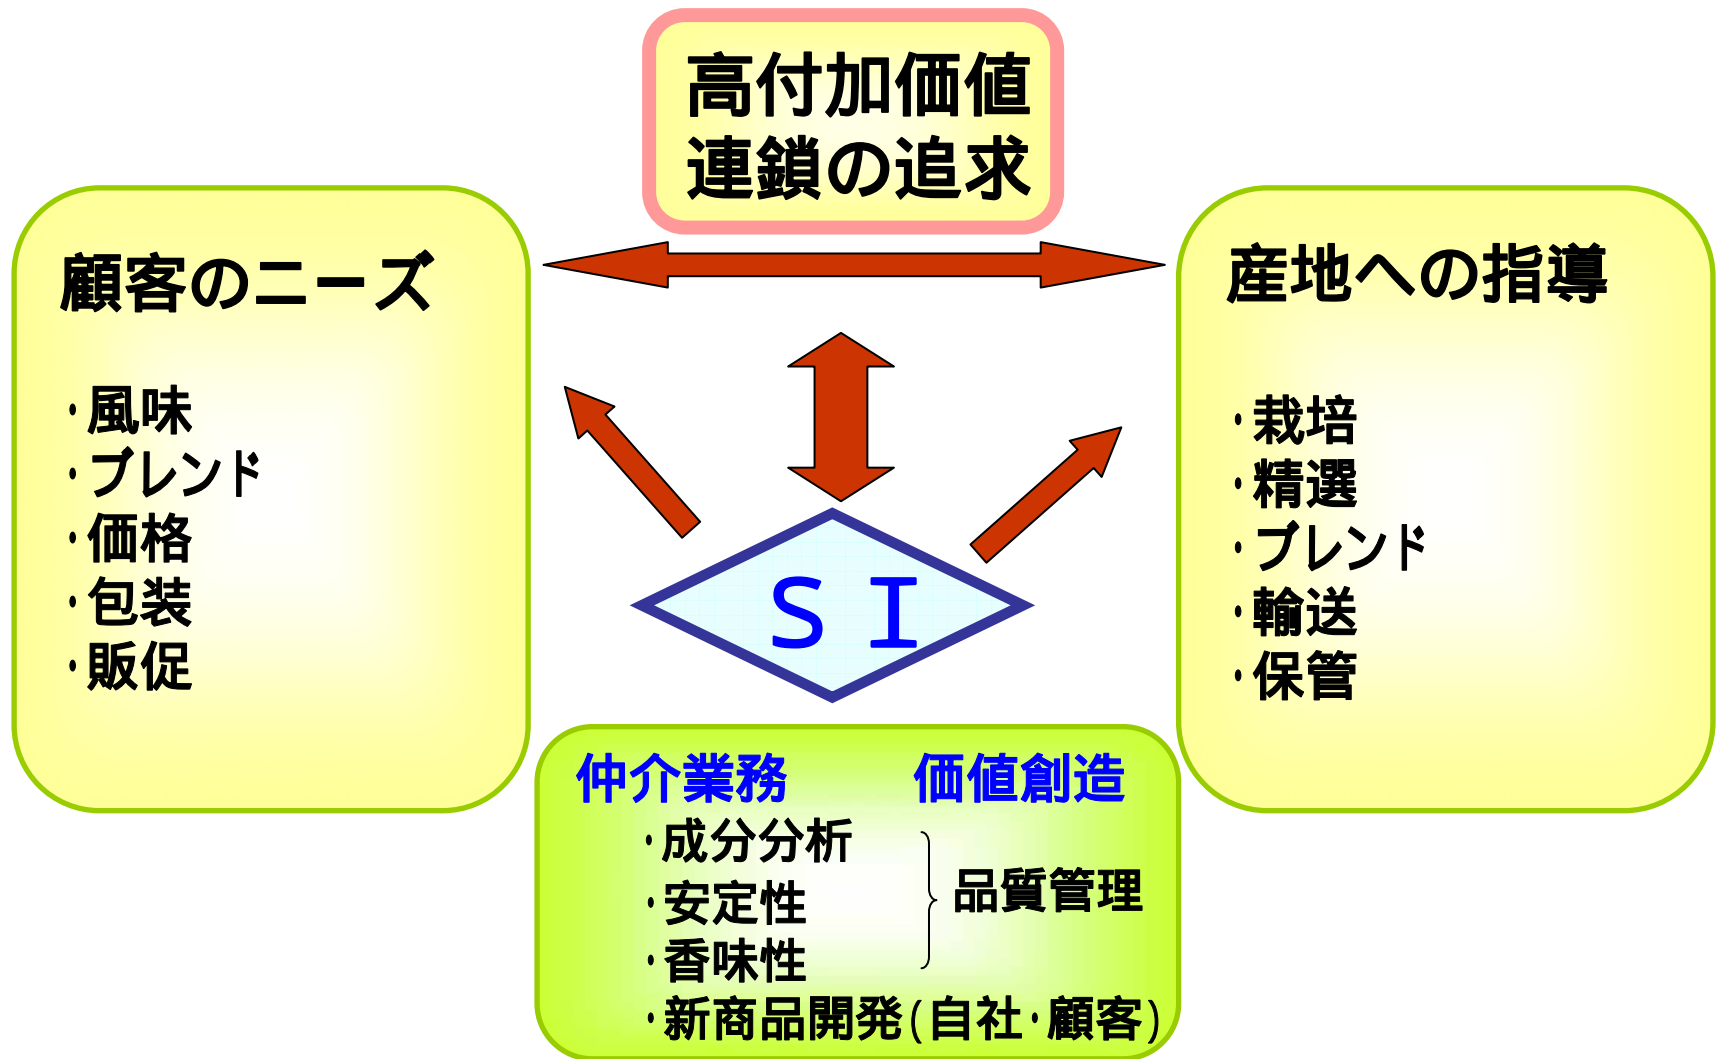 高付加価値
連鎖の追求
顧客のニーズ
・風味
・ブレンド
・価格
・包装
・販促
産地への指導
・栽培
・精選
・ブレンド
・輸送
・保管
ＳＩ
仲介業務 価値創造
・成分分析
・安定性
・香味性
品質管理
・新商品開発(自社・顧客)